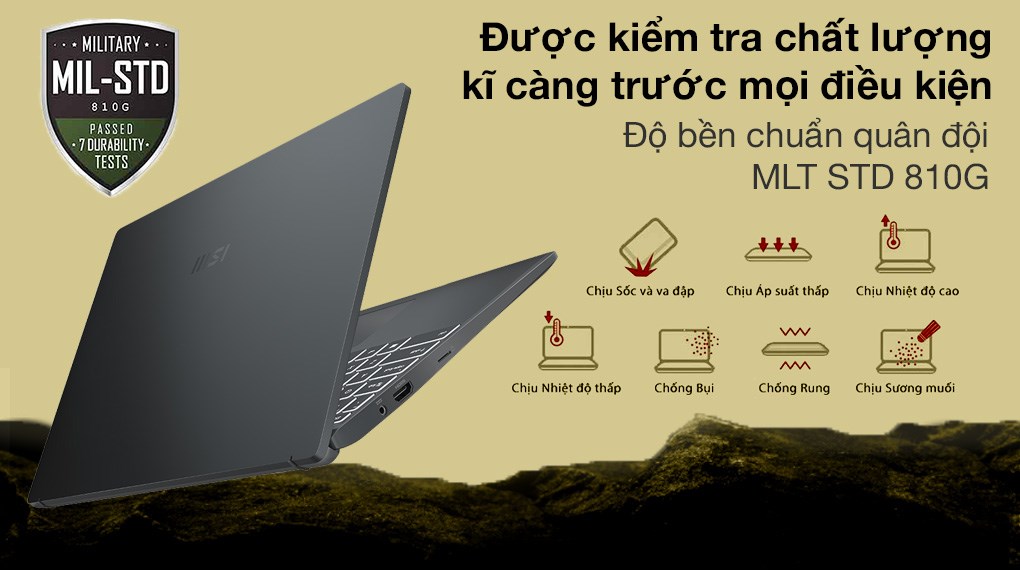 MILITARY
MIL-STD
810G
PASSED
7 DURABILITY
TESTS
Được kiểm tra chất lượng
kĩ càng trước mọi điều kiện
Độ bền chuẩn quân đội
MLT STD 810G
msi
Chịu Sốc và va đập
Chịu Áp suất thấp
Chịu Nhiệt độ cao
Chịu Nhiệt độ thấp
Chống Bụi
Chống Rung
Chịu Sương muối